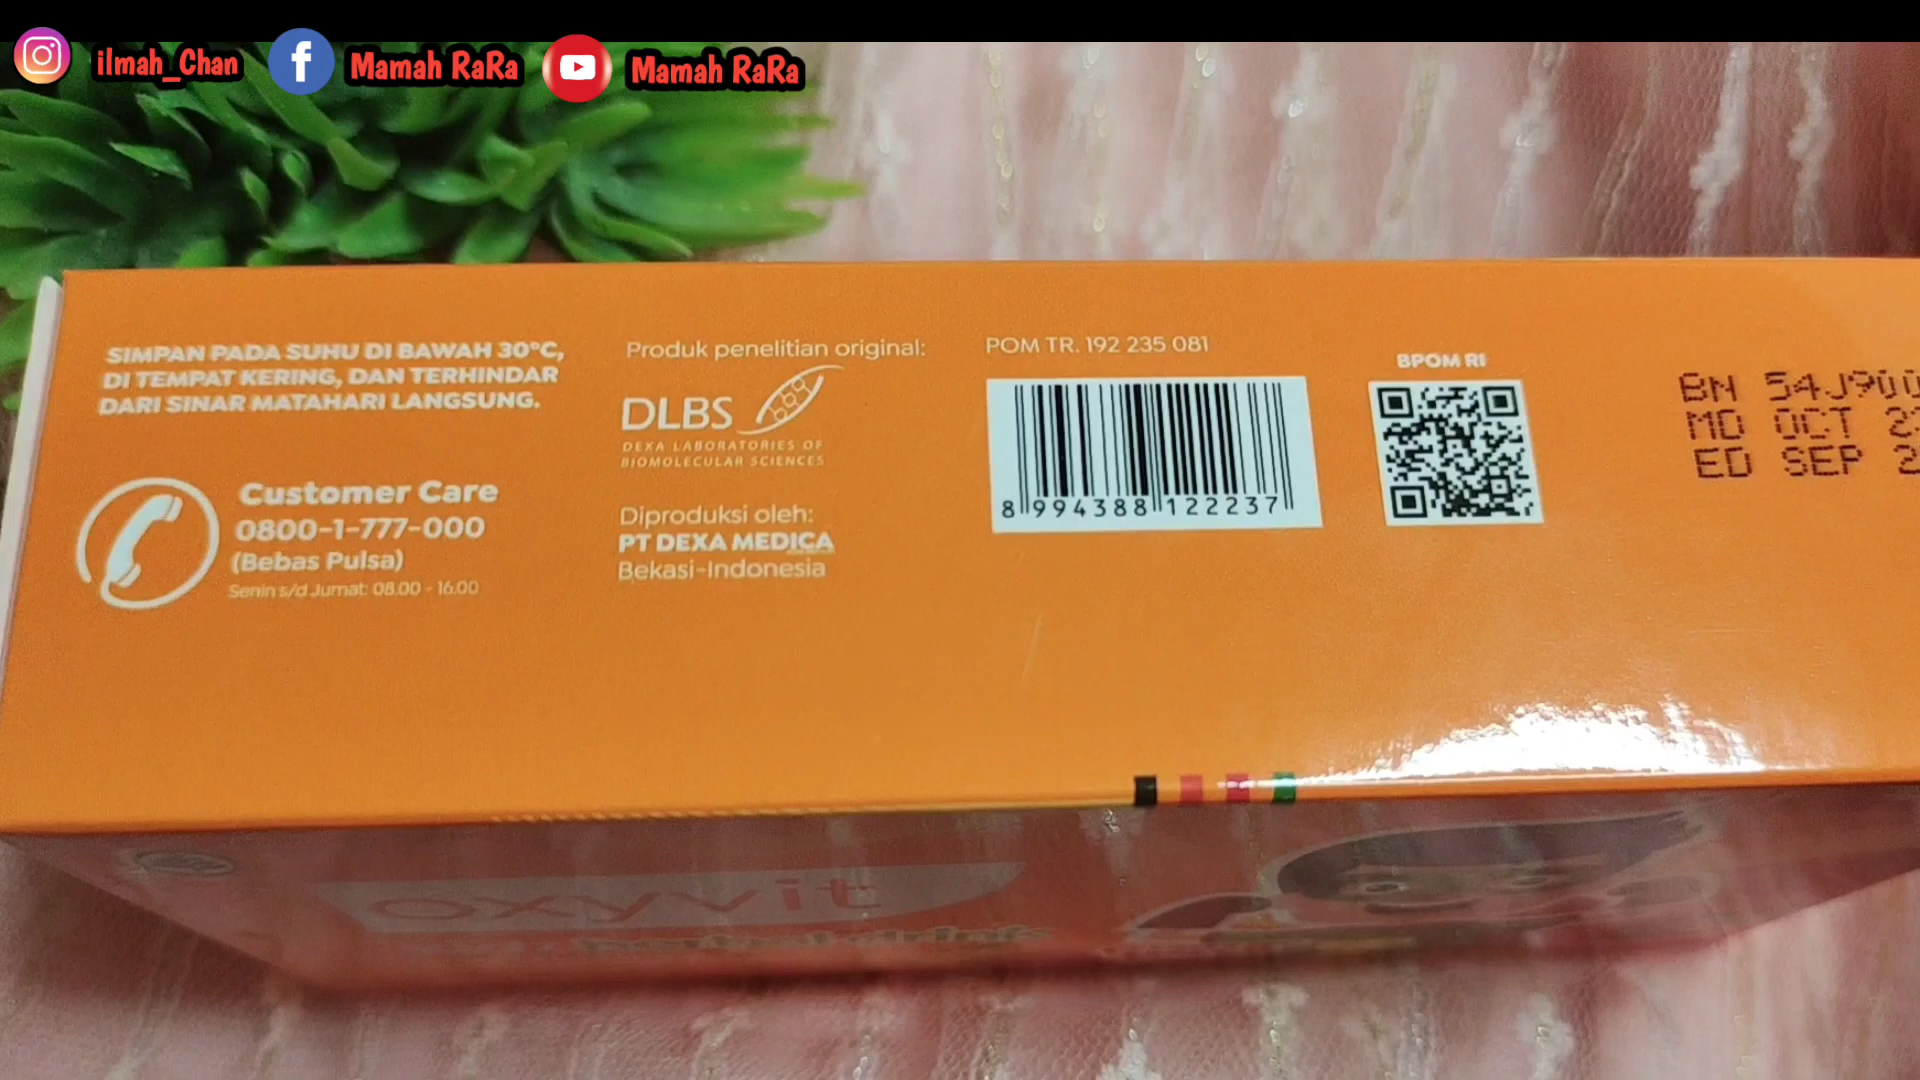 ilmah_Chan
Mamah RaRa
Mamah RaRa
SIMPAN PADA SUHU DI BAWAH 30°C,
DI TEMPAT KERING, DAN TERHINDAR
DARI SINAR MATAHARI LANGSUNG.
Customer Care
0800-1-777-000
(Bebas Pulsa)
Senin s/d Jumat: 08.00 - 16.00
Produk penelitian original:
DLBS
DEXA LABORATORIES OF
BIOMOLECULAR SCIENCES
Diproduksi oleh:
PT DEXA MEDICA
Bekasi-Indonesia
POM TR. 192 235 081
8 994388 122237
BPOM RI
BN 54J900
MD OCT 2
ED SEP 2
oxyvit
herbal drink